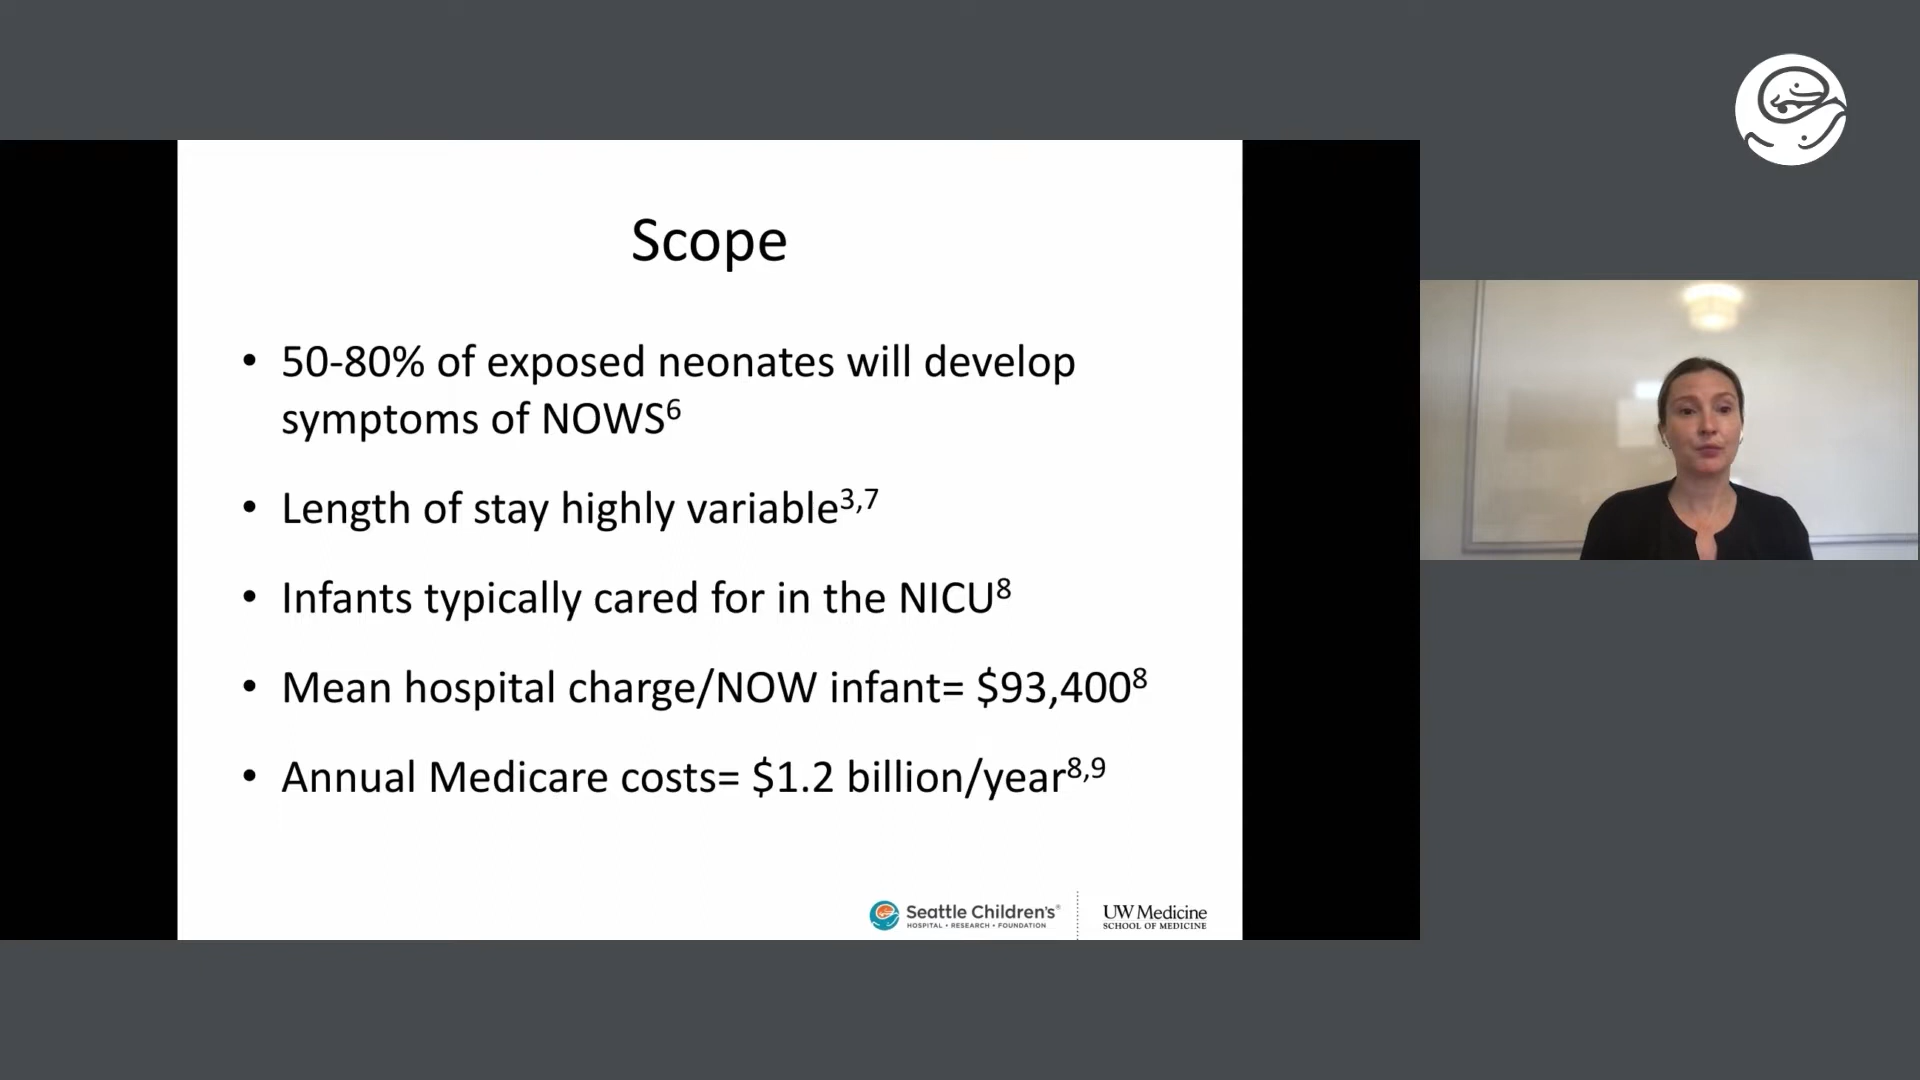 Scope
• 50-80% of exposed neonates will develop
symptoms of NOWS⁶
• Length of stay highly variable³,⁷
• Infants typically cared for in the NICU⁸
• Mean hospital charge/NOW infant= $93,400⁸
• Annual Medicare costs= $1.2 billion/year⁸,⁹
Seattle Children's®
HOSPITAL • RESEARCH • FOUNDATION
UW Medicine
SCHOOL OF MEDICINE